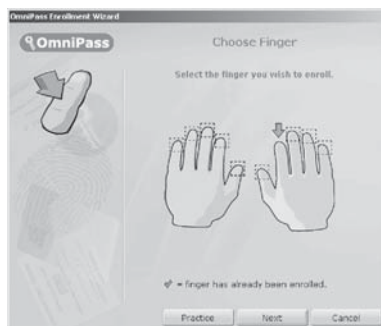 OmniPass Enrollment Wizard
OmniPass
Choose Finger
Select the finger you wish to enroll.
= finger has already been enrolled.
Practice
Next
Cancel